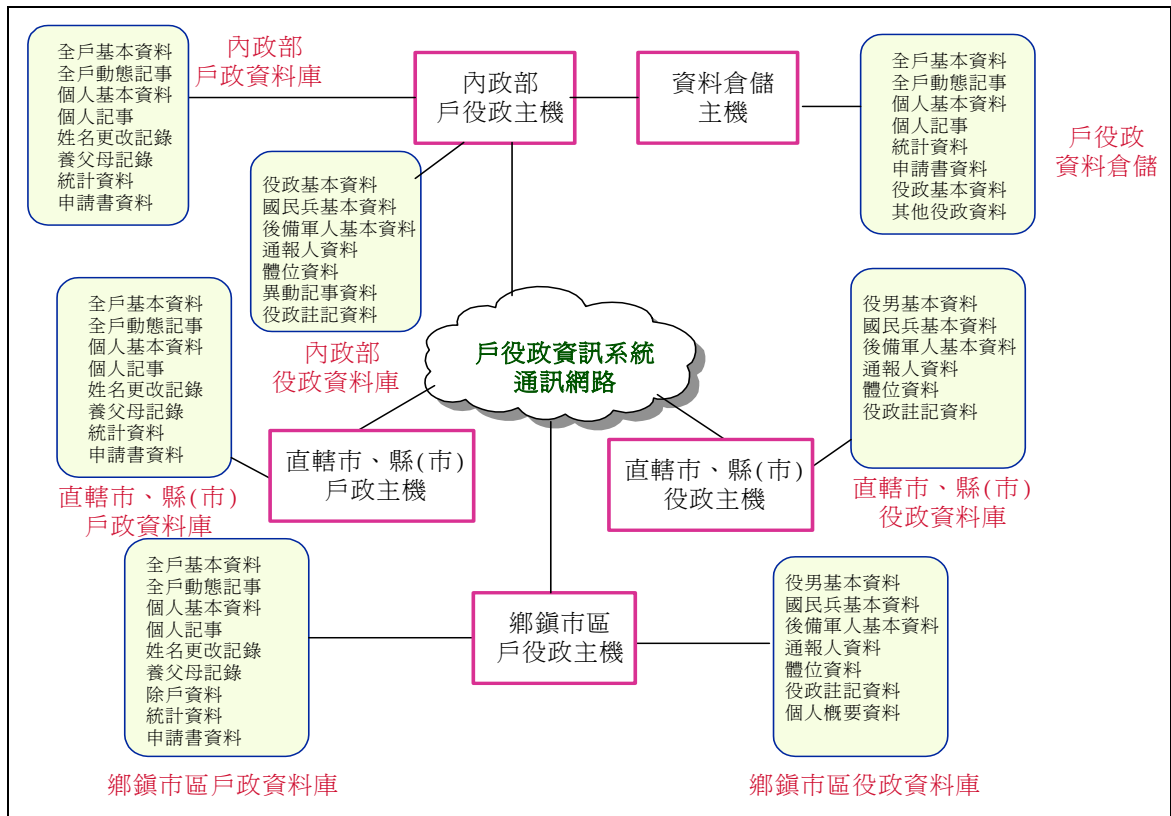 全戶基本資料
全戶動態記事
個人基本資料
個人記事
姓名更改記錄
養父母記錄
統計資料
申請書資料
內政部
戶政資料庫
內政部
戶役政主機
資料倉儲
主機
全戶基本資料
全戶動態記事
個人基本資料
個人記事
統計資料
申請書資料
役政基本資料
其他役政資料
戶役政
資料倉儲
役政基本資料
國民兵基本資料
後備軍人基本資料
通報人資料
體位資料
異動記事資料
役政註記資料
內政部
役政資料庫
戶役政資訊系統
通訊網路
全戶基本資料
全戶動態記事
個人基本資料
個人記事
姓名更改記錄
養父母記錄
統計資料
申請書資料
直轄市、縣(市)
戶政資料庫
直轄市、縣(市)
戶政主機
直轄市、縣(市)
役政主機
役男基本資料
國民兵基本資料
後備軍人基本資料
通報人資料
體位資料
役政註記資料
直轄市、縣(市)
役政資料庫
全戶基本資料
全戶動態記事
個人基本資料
個人記事
姓名更改記錄
養父母記錄
除戶資料
統計資料
申請書資料
鄉鎮市區戶政資料庫
鄉鎮市區
戶役政主機
役男基本資料
國民兵基本資料
後備軍人基本資料
通報人資料
體位資料
役政註記資料
個人概要資料
鄉鎮市區役政資料庫